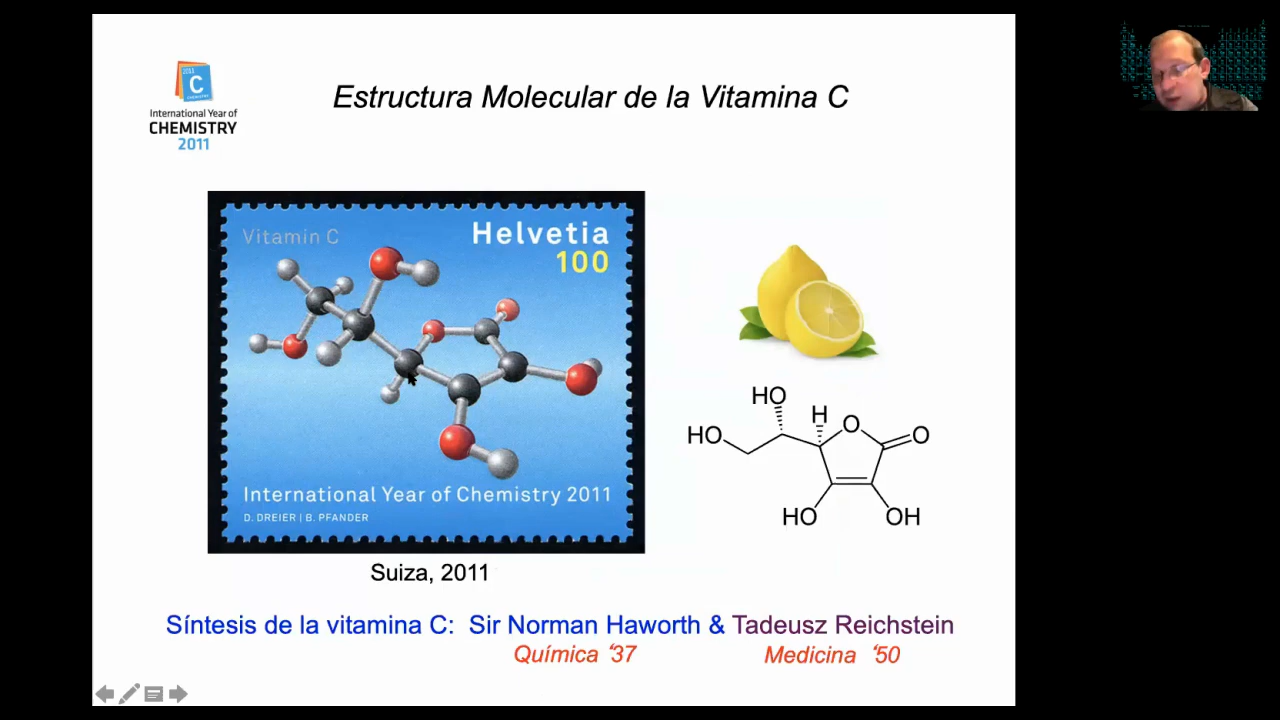 Estructura Molecular de la Vitamina C
2011
C
CHEMISTRY
International Year of
CHEMISTRY
2011
Vitamin C
Helvetia
100
International Year of Chemistry 2011
D. DREIER | B. PFANDER
Suiza, 2011
HO
H
O
HO
O
HO
OH
Síntesis de la vitamina C: Sir Norman Haworth & Tadeusz Reichstein
Química ‘37
Medicina ‘50